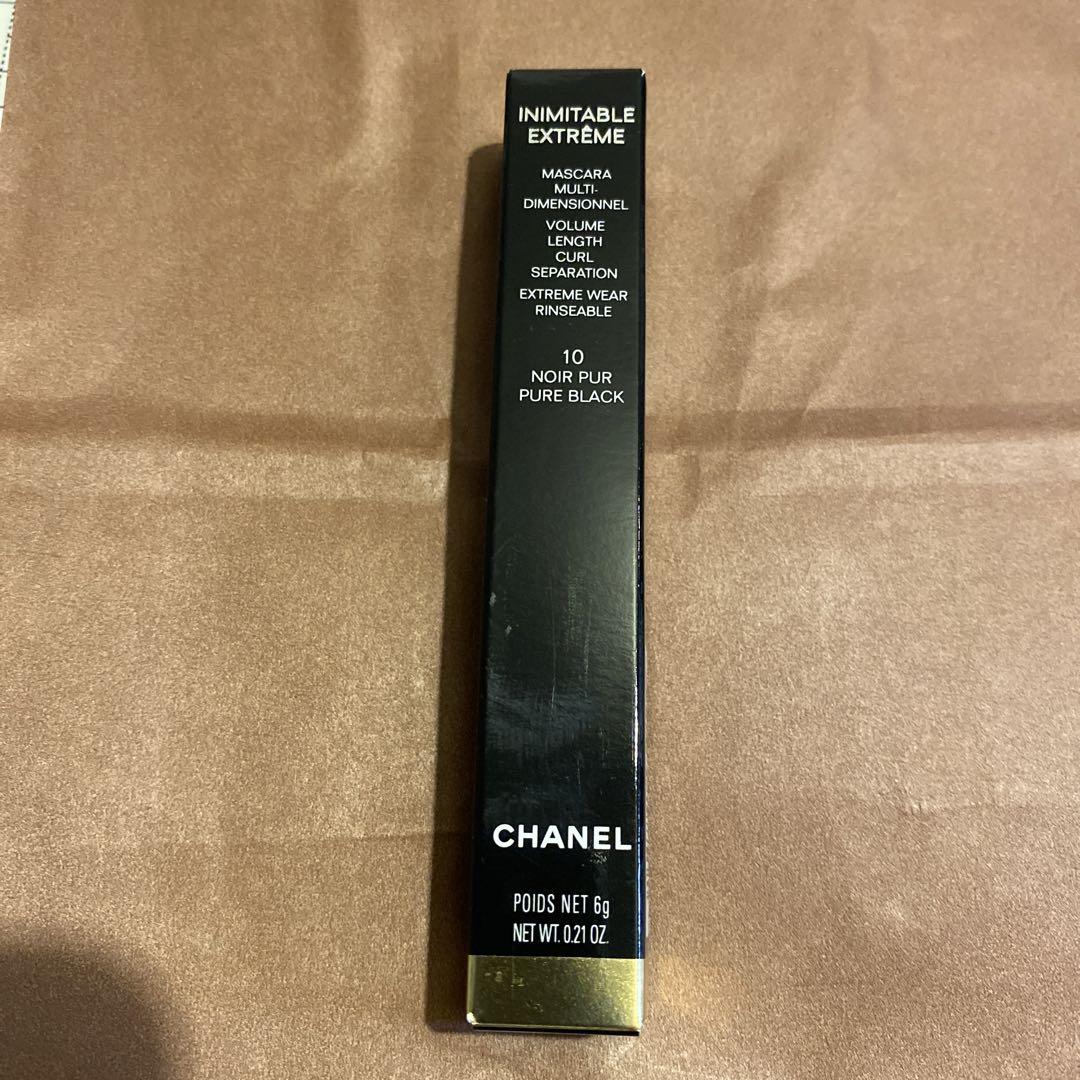 INIMITABLE
EXTRÊME
MASCARA
MULTI-
DIMENSIONNEL
VOLUME
LENGTH
CURL
SEPARATION
EXTREME WEAR
RINSEABLE
10
NOIR PUR
PURE BLACK
CHANEL
POIDS NET 6g
NET WT. 0.21 OZ.